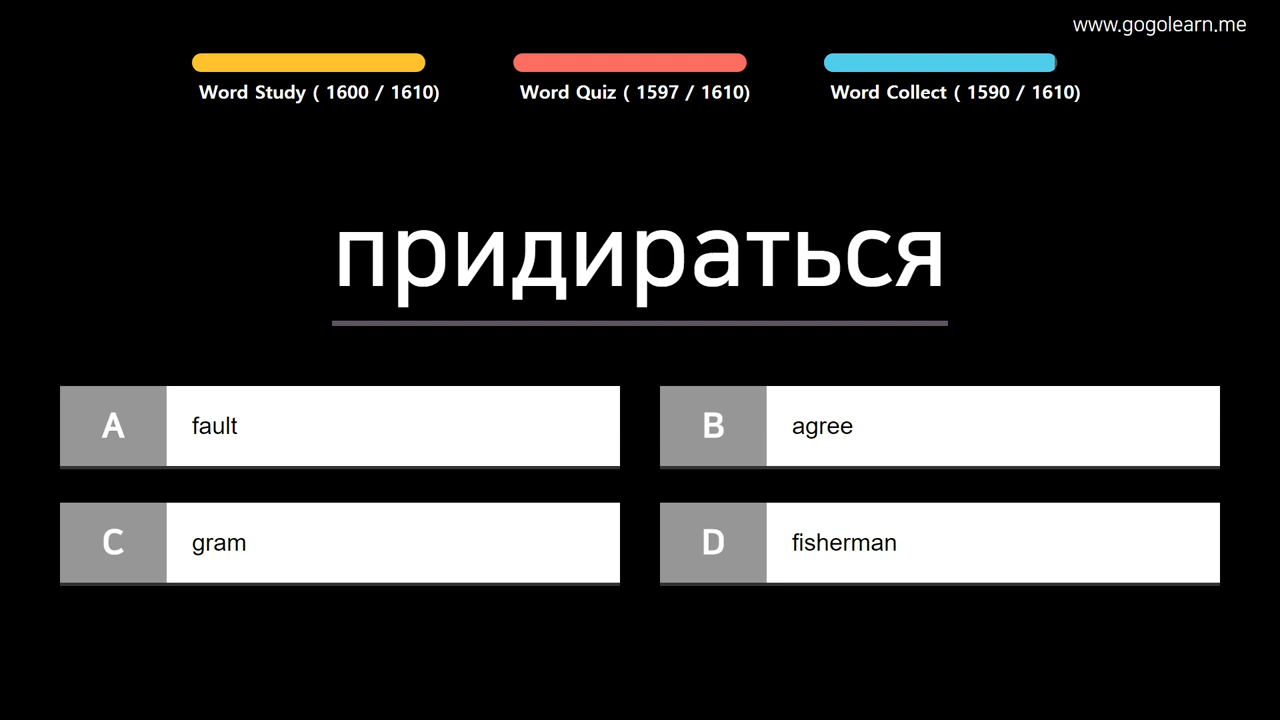 www.gogolearn.me
Word Study ( 1600 / 1610)
Word Quiz ( 1597 / 1610)
Word Collect ( 1590 / 1610)
придираться
A fault
B agree
C gram
D fisherman